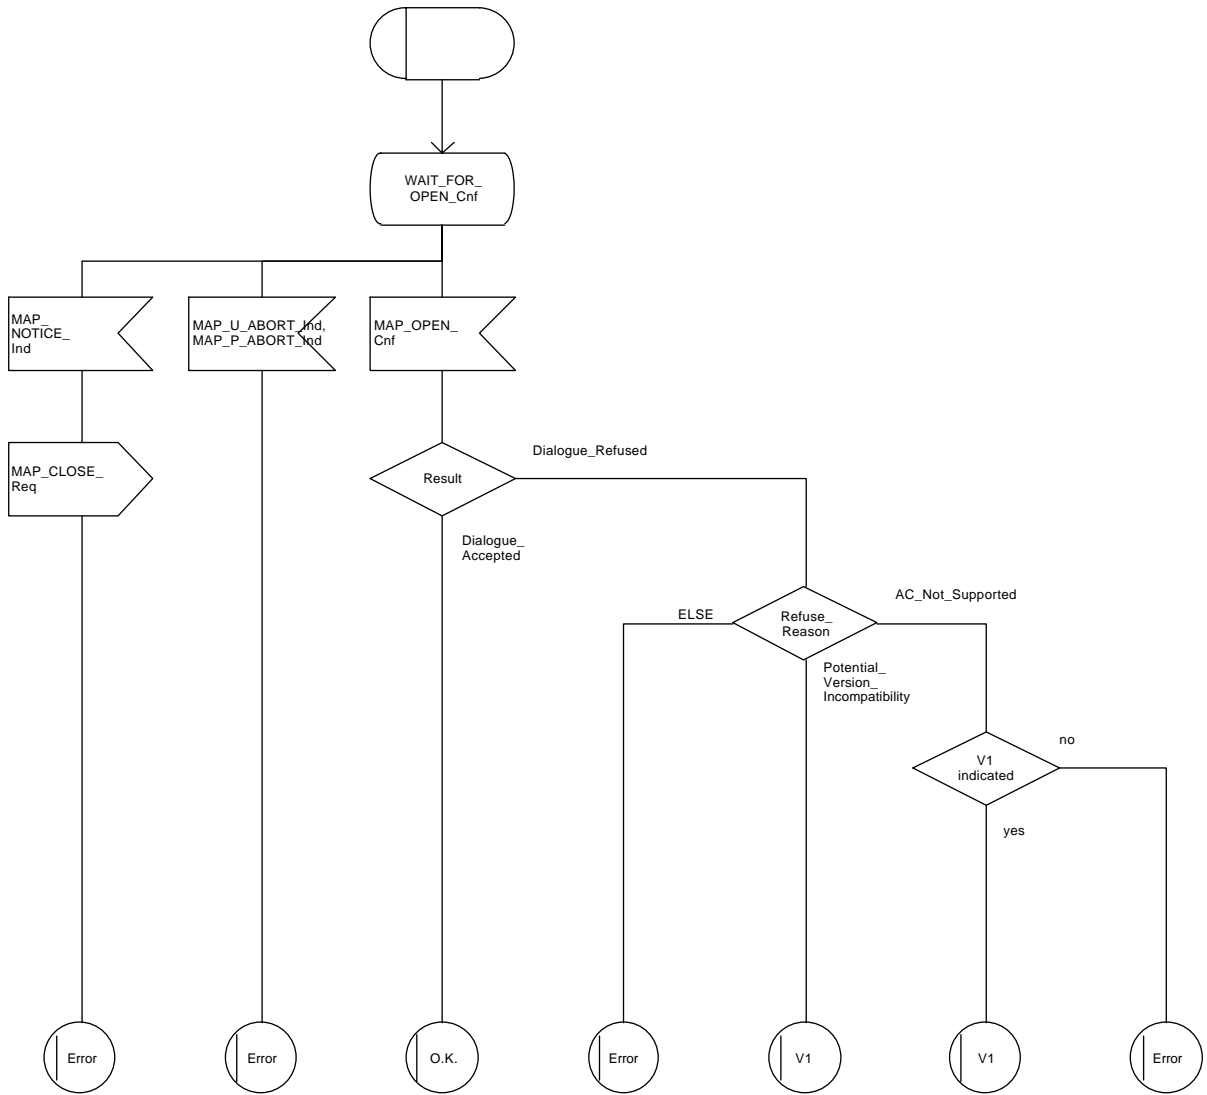 WAIT_FOR_
OPEN_Cnf
MAP_
NOTICE_
Ind
MAP_U_ABORT_Ind,
MAP_P_ABORT_Ind
MAP_OPEN_
Cnf
MAP_CLOSE_
Req
Result
Dialogue_Refused
Dialogue_
Accepted
ELSE
Refuse_
Reason
AC_Not_Supported
Potential_
Version_
Incompatibility
V1
indicated
no
yes
Error
Error
O.K.
Error
V1
V1
Error